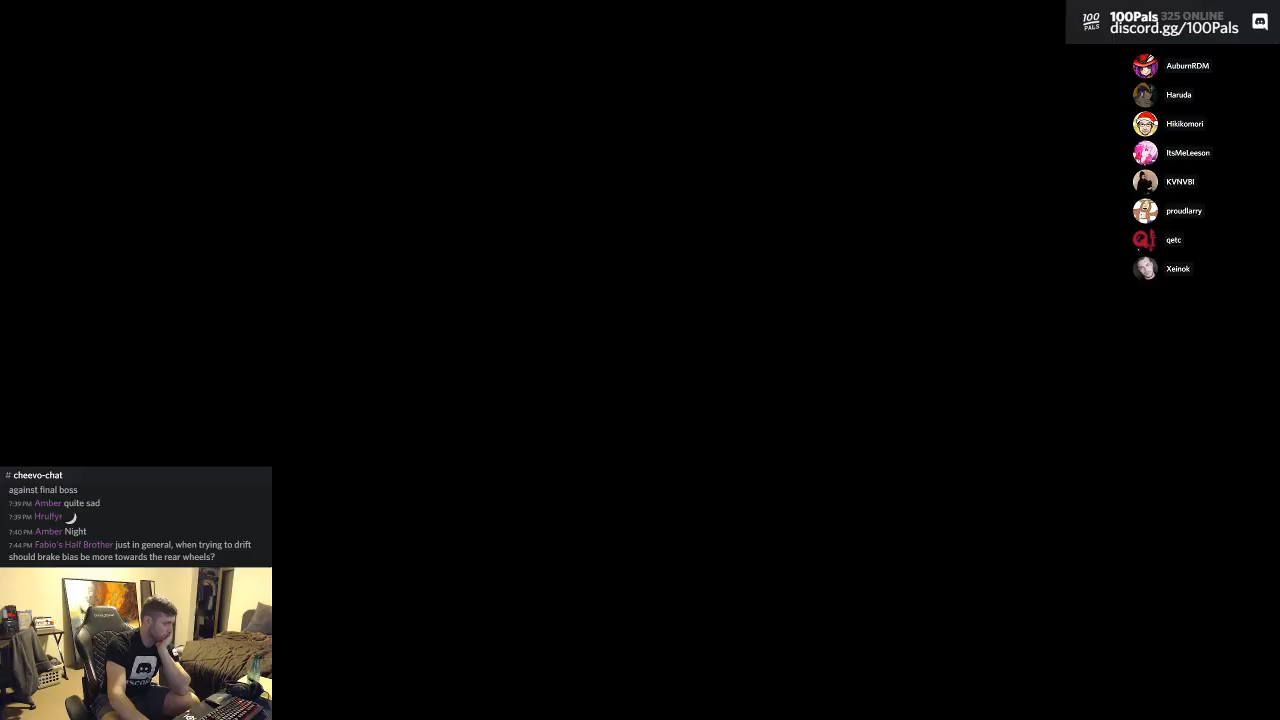 100 PALS
100Pals 325 ONLINE
discord.gg/100Pals
AuburnRDM
Haruda
Hikikomori
ItsMeLeeson
KVNVBI
proudlarry
qetc
Xeinok
# cheevo-chat
against final boss
7:39 PM Amber quite sad
7:39 PM Hrulfyr
7:40 PM Amber Night
7:44 PM Fabio's Half Brother just in general, when trying to drift
should brake bias be more towards the rear wheels?